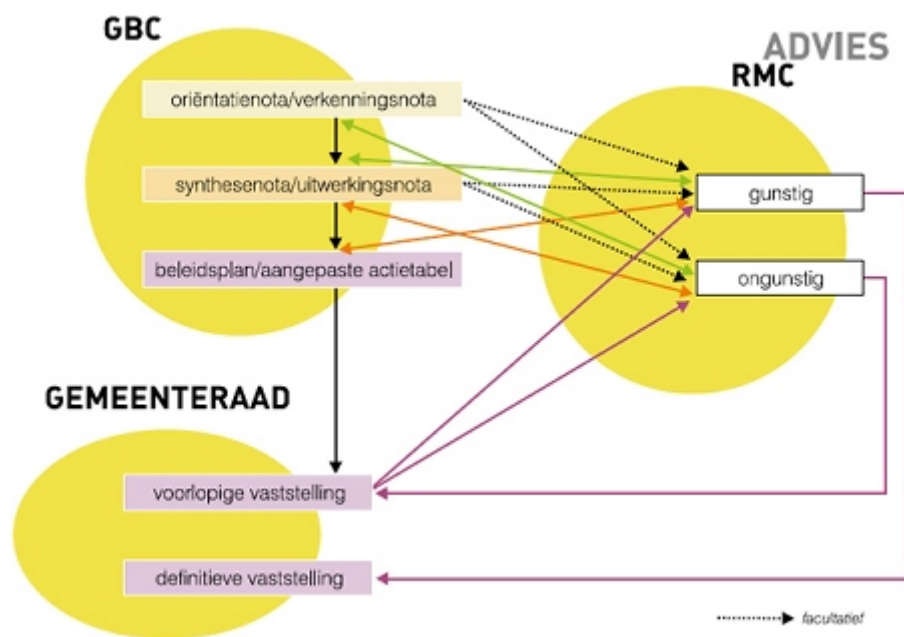 GBC
ADVIES
RMC
oriëntatienota/verkenningsnota
synthesenota/uitwerkingsnota
beleidsplan/aangepaste actietabel
gunstig
ongunstig
GEMEENTERAAD
voorlopige vaststelling
definitieve vaststelling
facultatief